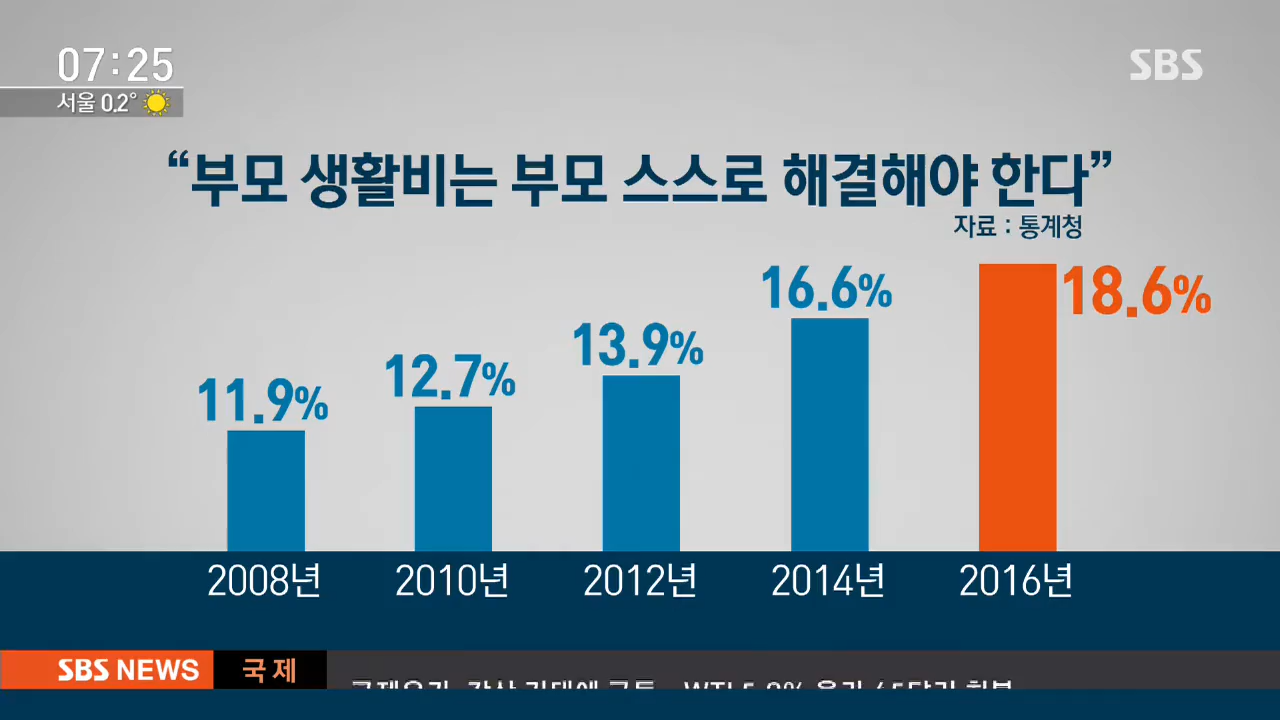 07:25
SBS
서울 0.2°
“부모 생활비는 부모 스스로 해결해야 한다”
자료 : 통계청
11.9%
12.7%
13.9%
16.6%
18.6%
2008년
2010년
2012년
2014년
2016년
SBS NEWS
국제